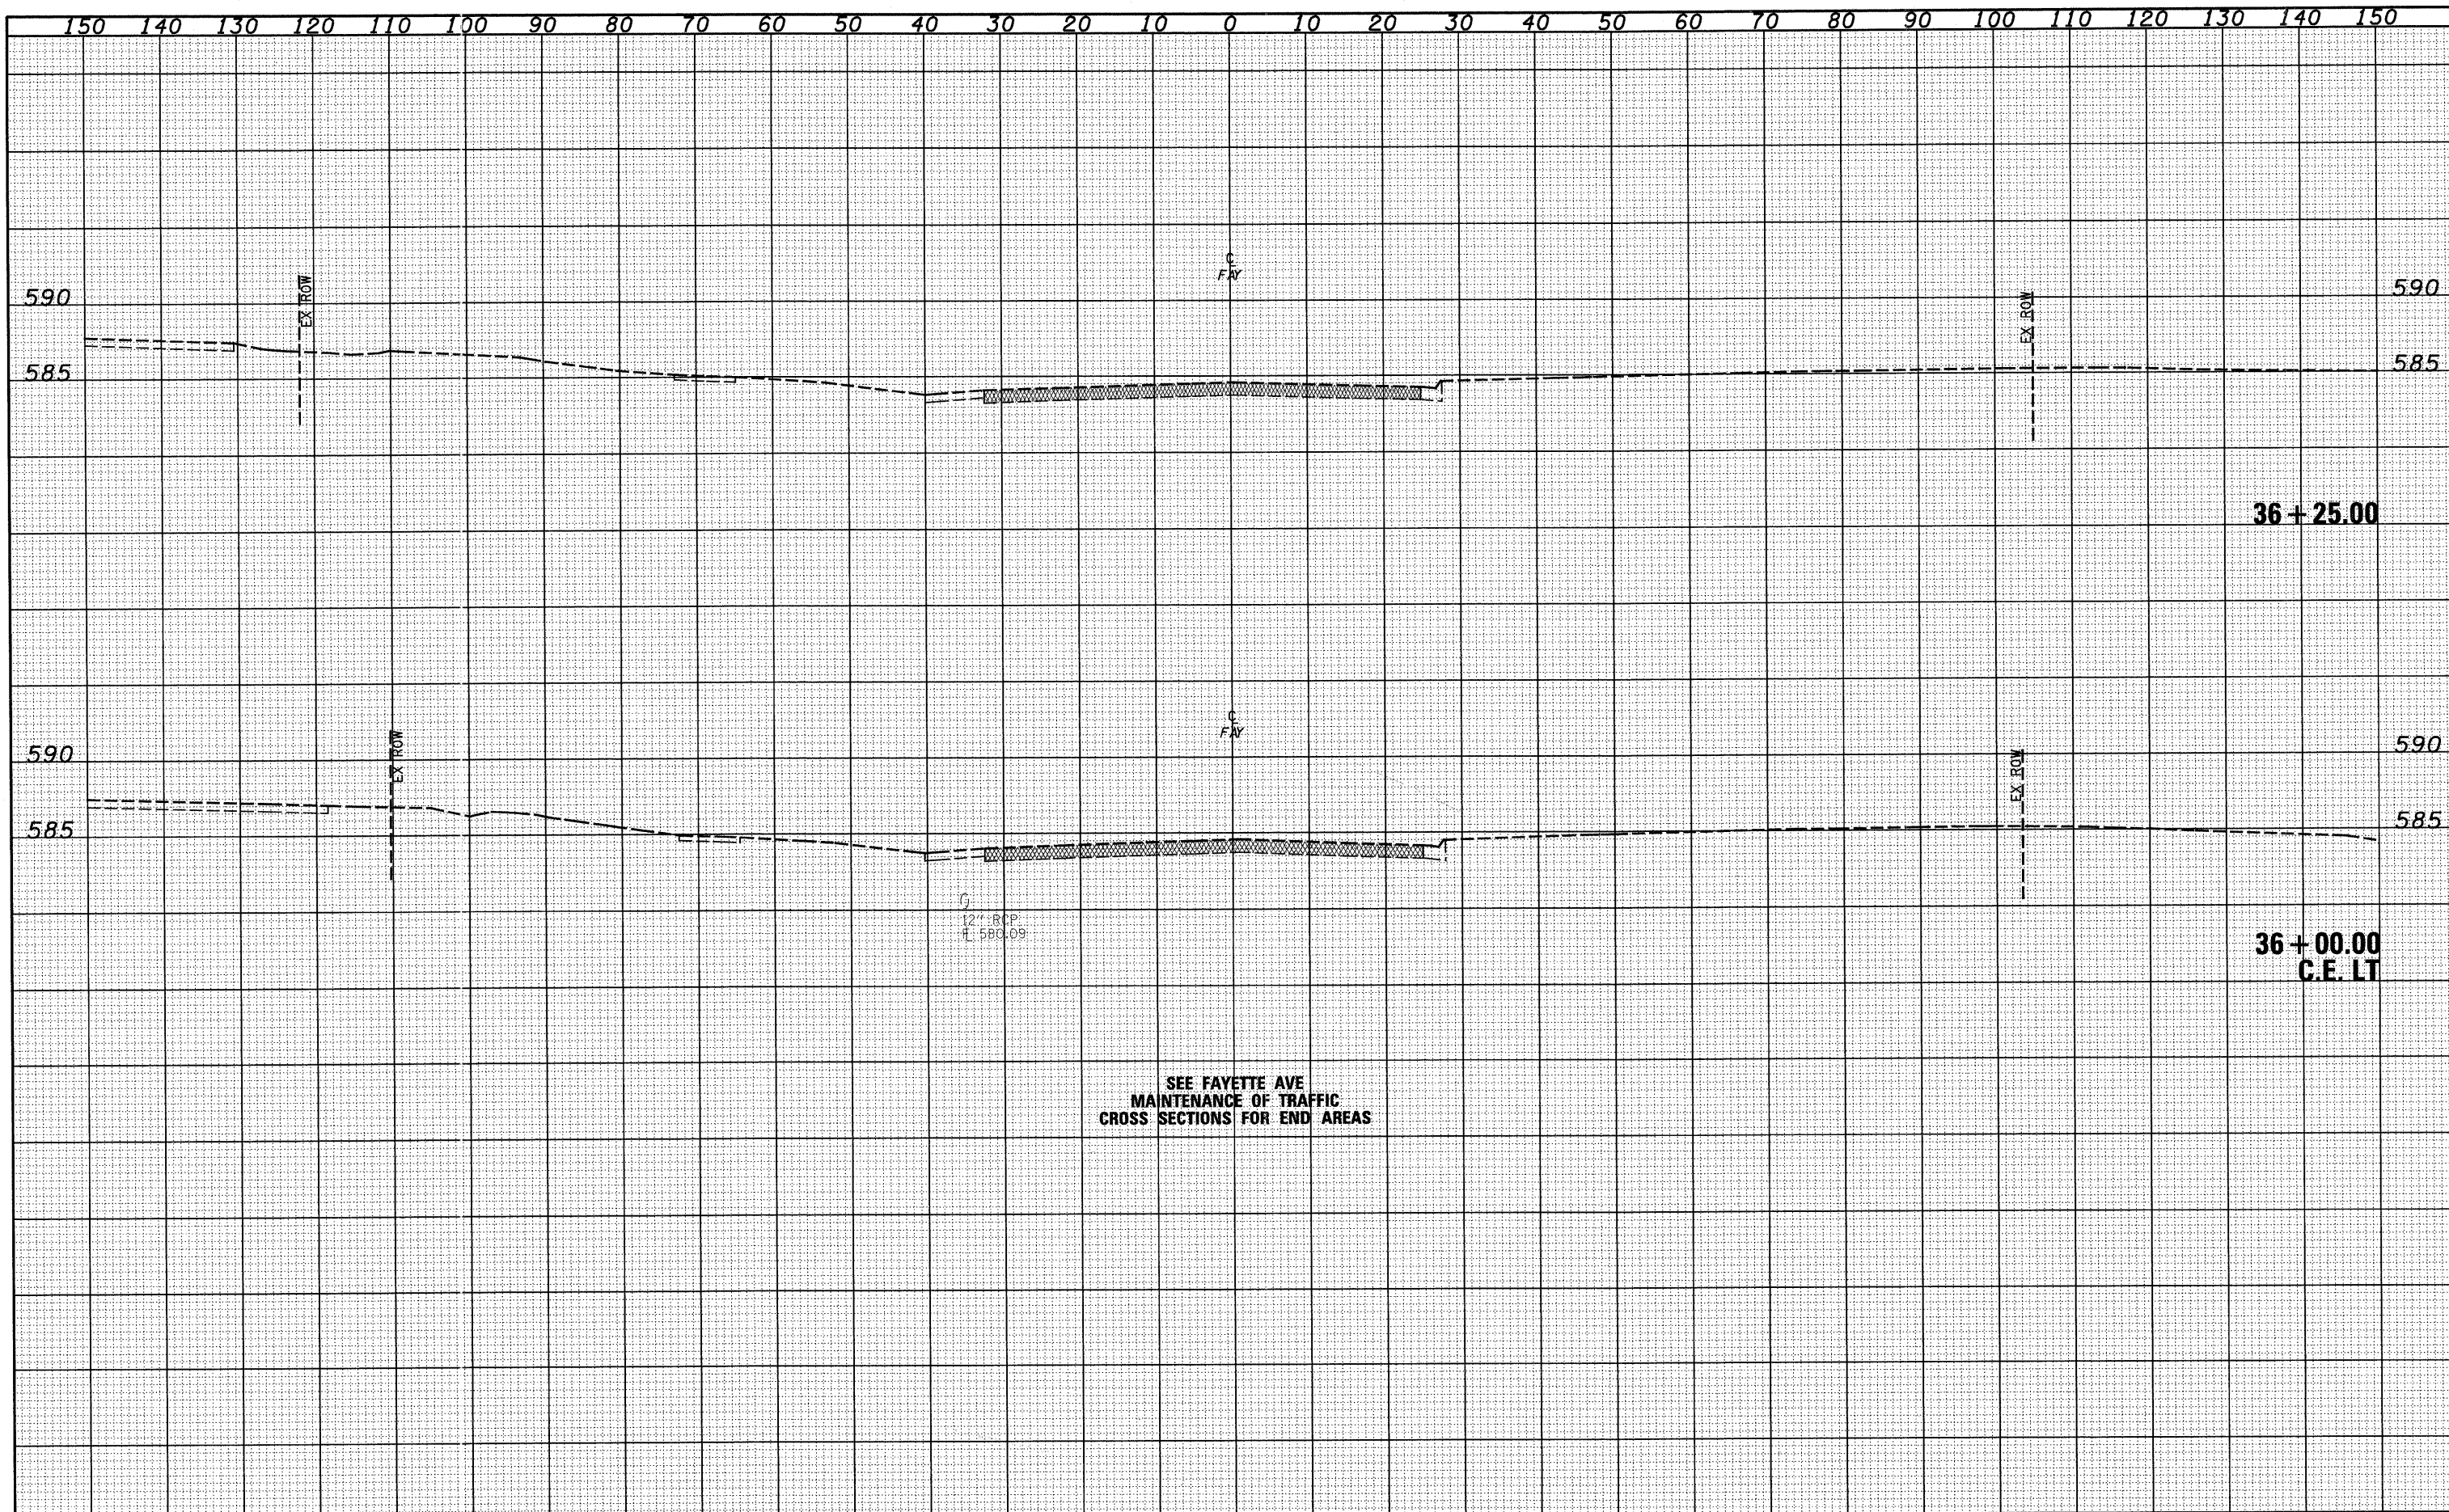 150 140 130 120 110 100 90 80 70 60 50 40 30 20 10 0 10 20 30 40 50 60 70 80 90 100 110 120 130 140 150
℄
FAY
EX ROW
EX ROW
590 590
585 585
36 + 25.00
℄
FAY
EX ROW
EX ROW
590 590
585 585
12" RCP
FL 580.09
36 + 00.00
C.E. LT
SEE FAYETTE AVE
MAINTENANCE OF TRAFFIC
CROSS SECTIONS FOR END AREAS